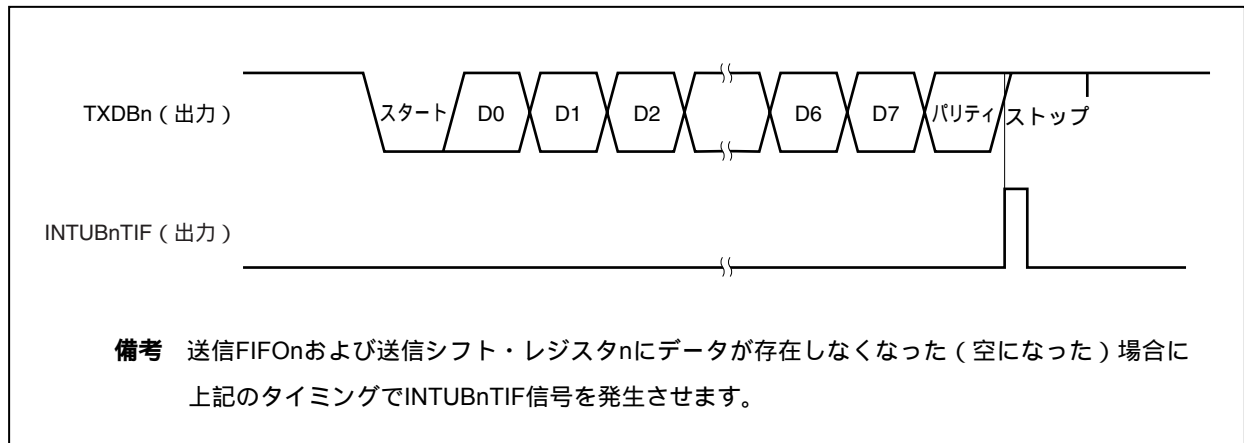 TXDBn（出力） スタート D0 D1 D2 D6 D7 パリティ ストップ
INTUBnTIF（出力）
備考 送信FIFOnおよび送信シフト・レジスタnにデータが存在しなくなった（空になった）場合に
上記のタイミングでINTUBnTIF信号を発生させます。